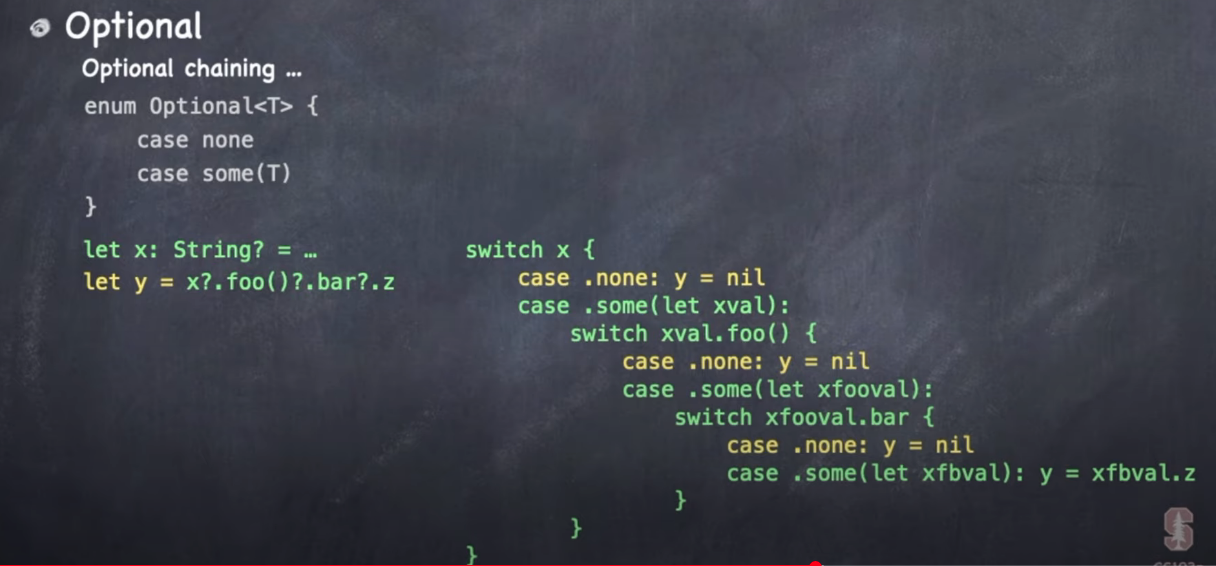 Optional
Optional chaining ...
enum Optional<T> {
    case none
    case some(T)
}
let x: String? = …
let y = x?.foo()?.bar?.z
switch x {
    case .none: y = nil
    case .some(let xval):
        switch xval.foo() {
            case .none: y = nil
            case .some(let xfooval):
                switch xfooval.bar {
                    case .none: y = nil
                    case .some(let xfbval): y = xfbval.z
                }
        }
}